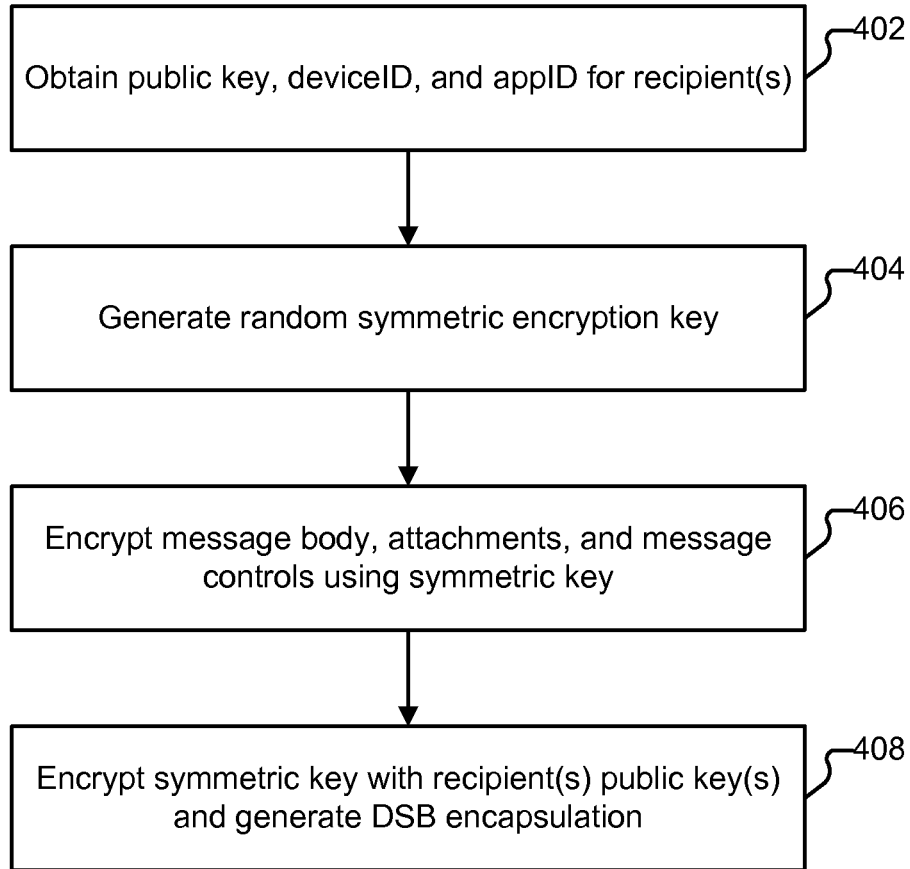 402
Obtain public key, deviceID, and appID for recipient(s)
404
Generate random symmetric encryption key
406
Encrypt message body, attachments, and message
controls using symmetric key
408
Encrypt symmetric key with recipient(s) public key(s)
and generate DSB encapsulation